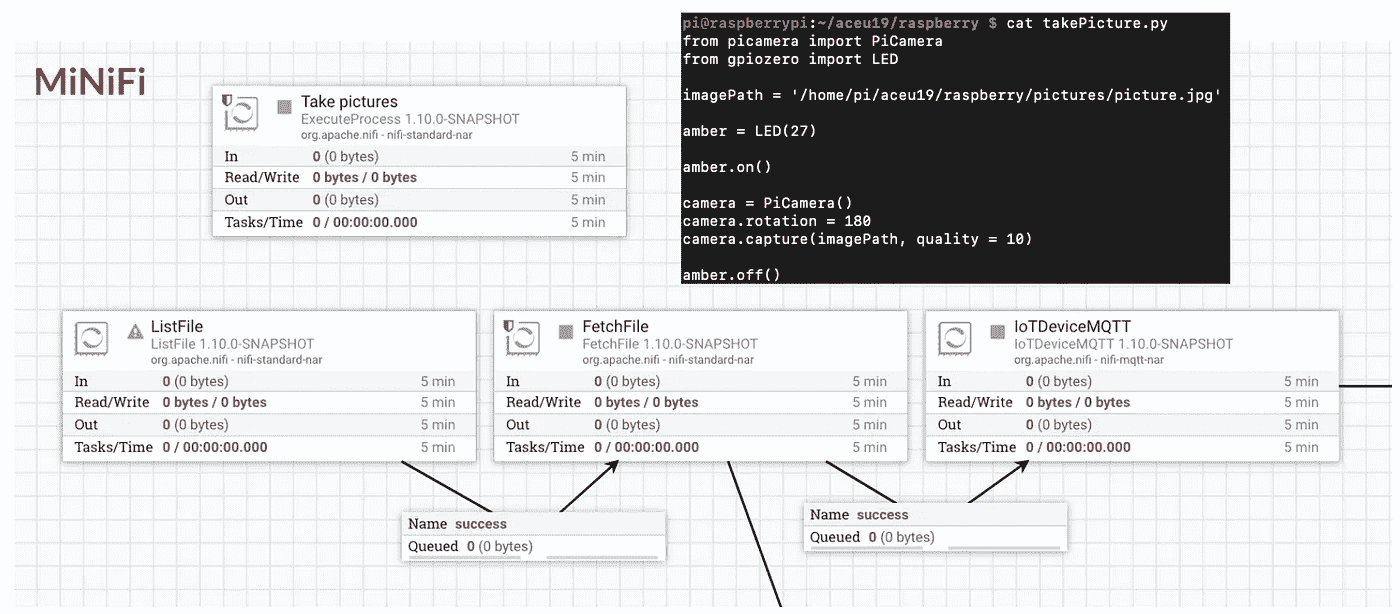 MiNiFi
Take pictures
ExecuteProcess 1.10.0-SNAPSHOT
org.apache.nifi - nifi-standard-nar
In 0 (0 bytes) 5 min
Read/Write 0 bytes / 0 bytes 5 min
Out 0 (0 bytes) 5 min
Tasks/Time 0 / 00:00:00.000 5 min
pi@raspberrypi:~/aceu19/raspberry $ cat takePicture.py
from picamera import PiCamera
from gpiozero import LED
imagePath = '/home/pi/aceu19/raspberry/pictures/picture.jpg'
amber = LED(27)
amber.on()
camera = PiCamera()
camera.rotation = 180
camera.capture(imagePath, quality = 10)
amber.off()
ListFile
ListFile 1.10.0-SNAPSHOT
org.apache.nifi - nifi-standard-nar
In 0 (0 bytes) 5 min
Read/Write 0 bytes / 0 bytes 5 min
Out 0 (0 bytes) 5 min
Tasks/Time 0 / 00:00:00.000 5 min
FetchFile
FetchFile 1.10.0-SNAPSHOT
org.apache.nifi - nifi-standard-nar
In 0 (0 bytes) 5 min
Read/Write 0 bytes / 0 bytes 5 min
Out 0 (0 bytes) 5 min
Tasks/Time 0 / 00:00:00.000 5 min
IoTDeviceMQTT
IoTDeviceMQTT 1.10.0-SNAPSHOT
org.apache.nifi - nifi-mqtt-nar
In 0 (0 bytes) 5 min
Read/Write 0 bytes / 0 bytes 5 min
Out 0 (0 bytes) 5 min
Tasks/Time 0 / 00:00:00.000 5 min
Name success
Queued 0 (0 bytes)
Name success
Queued 0 (0 bytes)